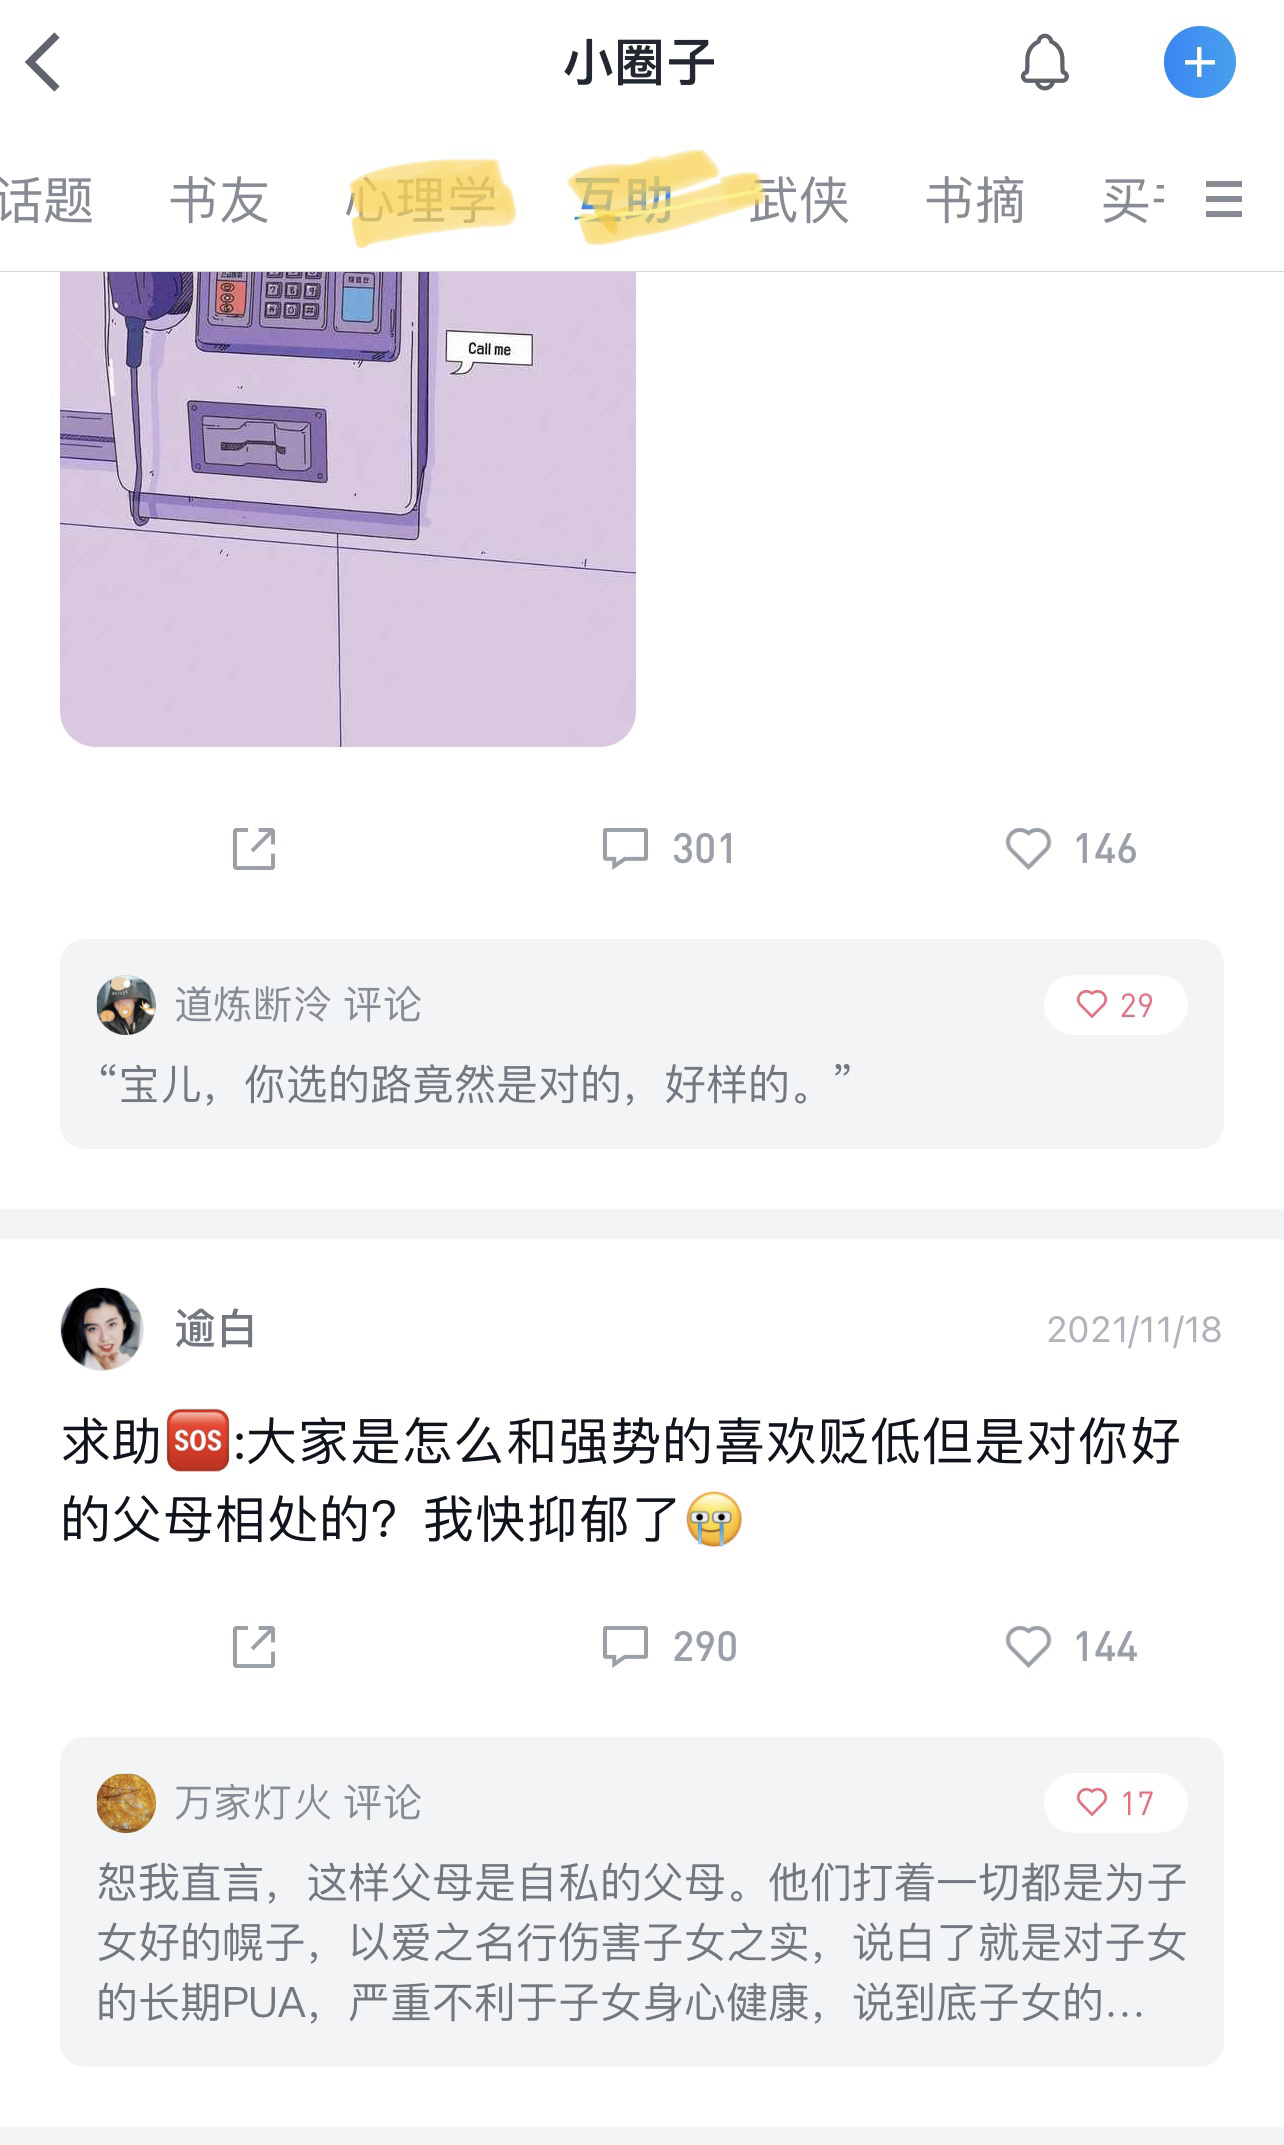 小圈子
话题 书友 心理学 互助 武侠 书摘
Call me
301 146
道炼断泠 评论 29
“宝儿，你选的路竟然是对的，好样的。”
逾白 2021/11/18
求助🆘:大家是怎么和强势的喜欢贬低但是对你好
的父母相处的？我快抑郁了😭
290 144
万家灯火 评论 17
恕我直言，这样父母是自私的父母。他们打着一切都是为子
女好的幌子，以爱之名行伤害子女之实，说白了就是对子女
的长期PUA，严重不利于子女身心健康，说到底子女的...